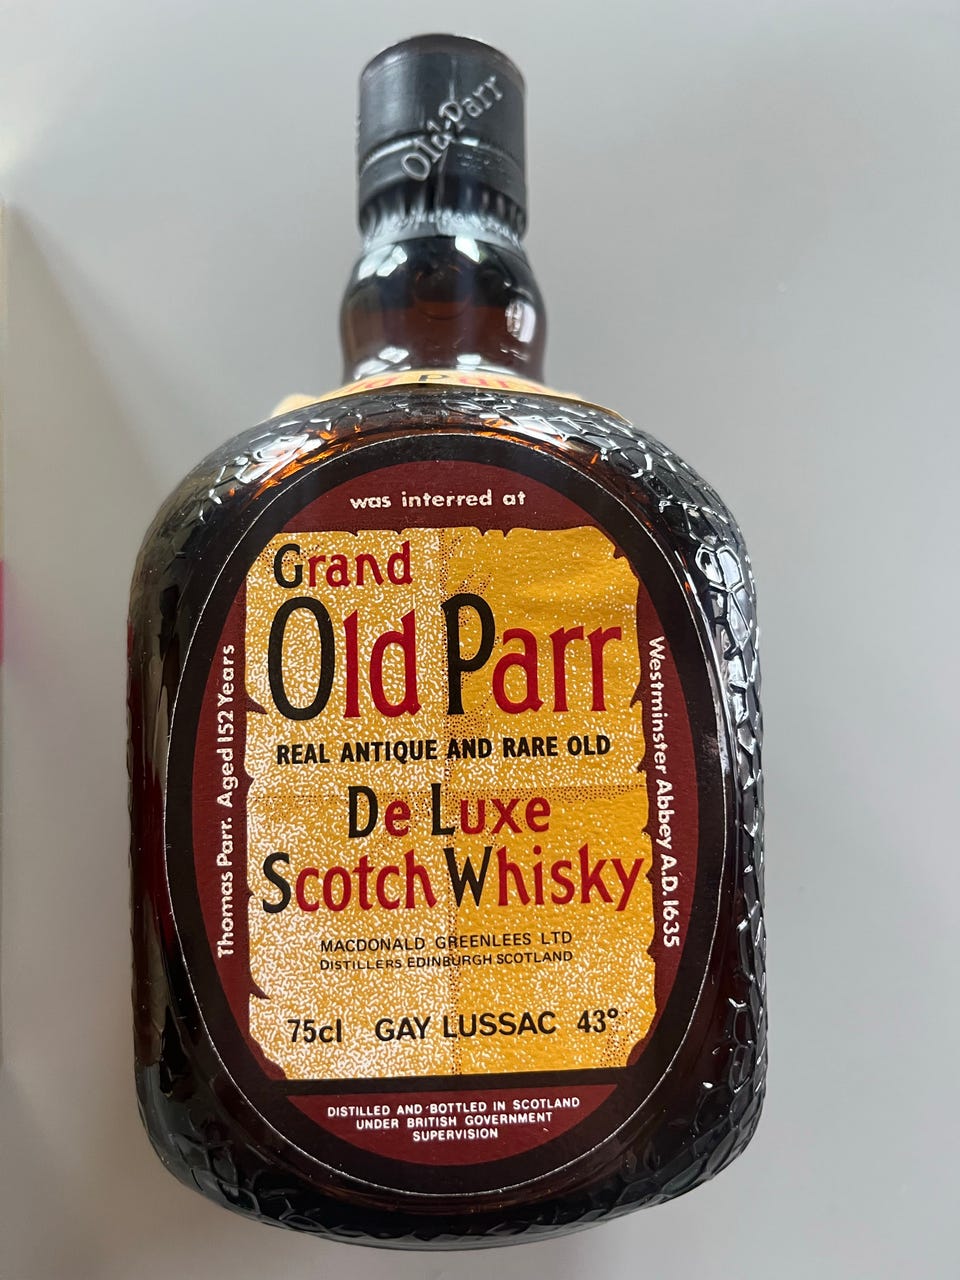 Old Parr
Old Parr
was interred at
Grand
Old Parr
REAL ANTIQUE AND RARE OLD
De Luxe
Scotch Whisky
MACDONALD GREENLEES LTD
DISTILLERS EDINBURGH SCOTLAND
75cl GAY LUSSAC 43°
Thomas Parr. Aged 152 Years
Westminster Abbey A.D. 1635
DISTILLED AND BOTTLED IN SCOTLAND
UNDER BRITISH GOVERNMENT
SUPERVISION